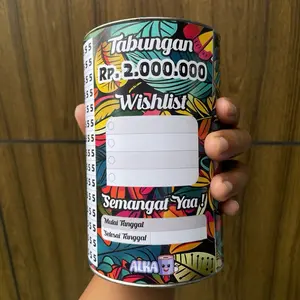 Tabungan
Rp. 2.000.000
Wishlist
Semangat Yaa !
Mulai Tanggal
Selesai Tanggal
ALKA